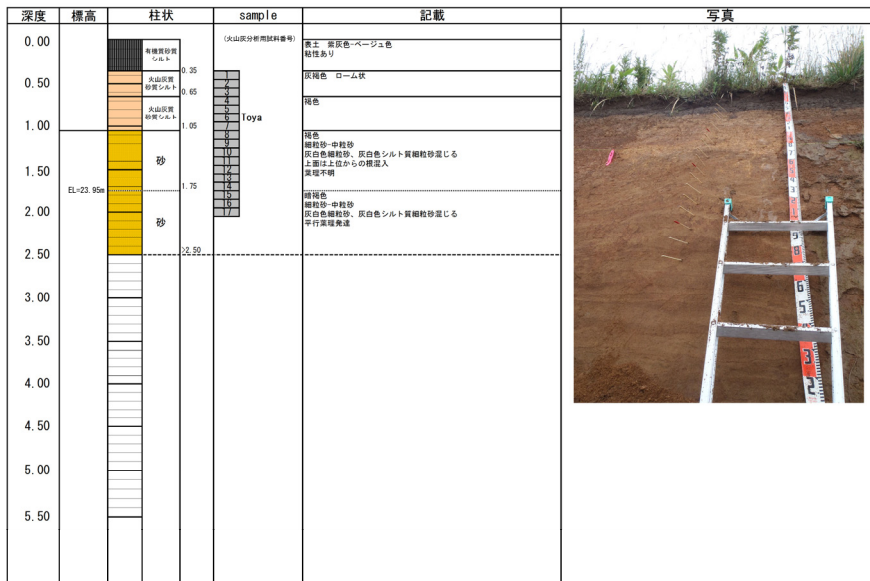 深度 標高 柱状 sample 記載 写真
(火山灰分析用試料番号)
0.00
有機質砂質
シルト
表土 紫灰色-ベージュ色
粘性あり
0.35
0.50
火山灰質
砂質シルト
灰褐色 ローム状
0.65
火山灰質
砂質シルト
褐色
1.00
1.05
1
2
3
4
5
6 Toya
7
8
9
10
11
12
13
14
15
16
17
砂
褐色
細粒砂-中粒砂
灰白色細粒砂、灰白色シルト質細粒砂混じる
上面は上位からの根混入
葉理不明
1.50
EL=23.95m
1.75
砂
暗褐色
細粒砂-中粒砂
灰白色細粒砂、灰白色シルト質細粒砂混じる
平行葉理発達
2.00
2.50
>2.50
3.00
3.50
4.00
4.50
5.00
5.50
9
8
6
5
3
2